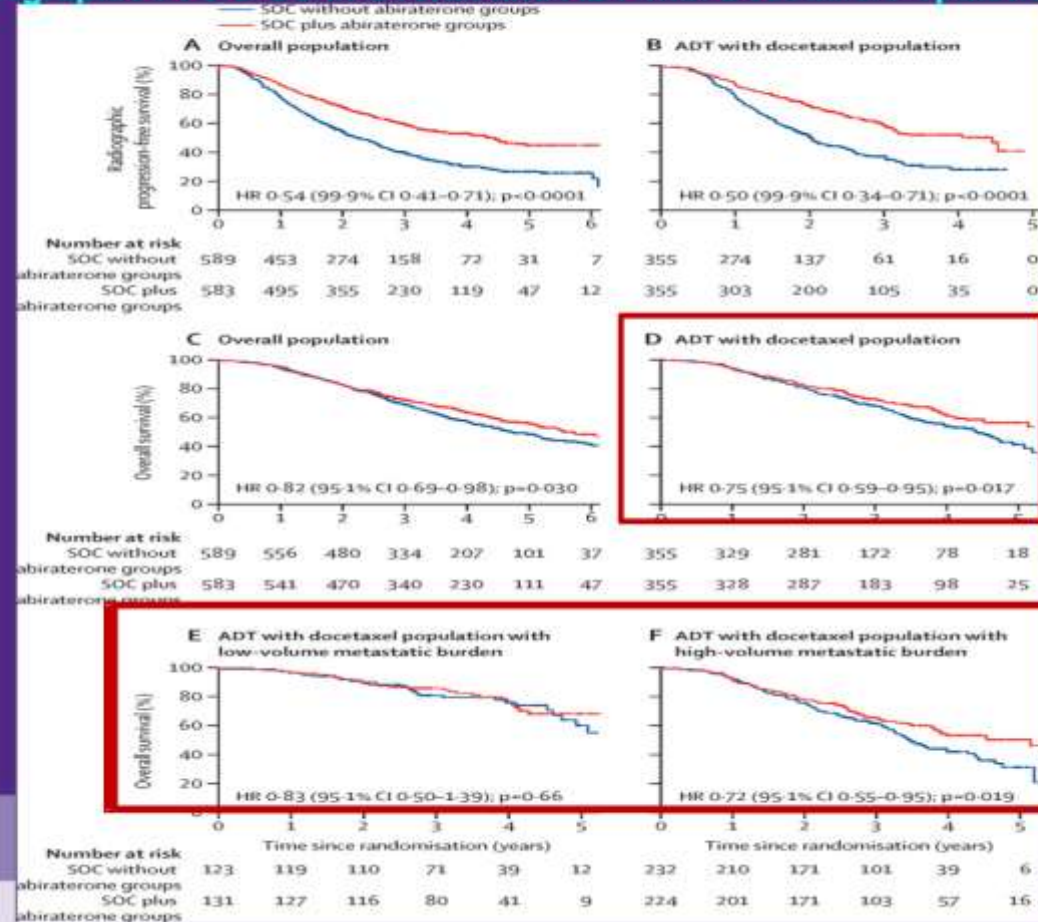 SOC without abiraterone groups
SOC plus abiraterone groups
A Overall population
B ADT with docetaxel population
Radiographic
progression-free survival (%)
100
80
60
40
20
0
HR 0·54 (99·9% CI 0·41–0·71); p<0·0001
HR 0·50 (99·9% CI 0·34–0·71); p<0·0001
0 1 2 3 4 5 6
0 1 2 3 4 5
Number at risk
SOC without abiraterone groups 589 453 274 158 72 31 7 355 274 137 61 16 0
SOC plus abiraterone groups 583 495 355 230 119 47 12 355 303 200 105 35 0
C Overall population
D ADT with docetaxel population
Overall survival (%)
100
80
60
40
20
0
HR 0·82 (95·1% CI 0·69–0·98); p=0·030
HR 0·75 (95·1% CI 0·59–0·95); p=0·017
0 1 2 3 4 5 6
0 1 2 3 4 5
Number at risk
SOC without abiraterone groups 589 556 480 334 207 101 37 355 329 281 172 78 18
SOC plus abiraterone groups 583 541 470 340 230 111 47 355 328 287 183 98 25
E ADT with docetaxel population with
low-volume metastatic burden
F ADT with docetaxel population with
high-volume metastatic burden
Overall survival (%)
100
80
60
40
20
0
HR 0·83 (95·1% CI 0·50–1·39); p=0·66
HR 0·72 (95·1% CI 0·55–0·95); p=0·019
0 1 2 3 4 5
0 1 2 3 4 5
Time since randomisation (years)
Time since randomisation (years)
Number at risk
SOC without abiraterone groups 123 119 110 71 39 12 232 210 171 101 39 6
SOC plus abiraterone groups 131 127 116 80 41 9 224 201 171 103 57 16